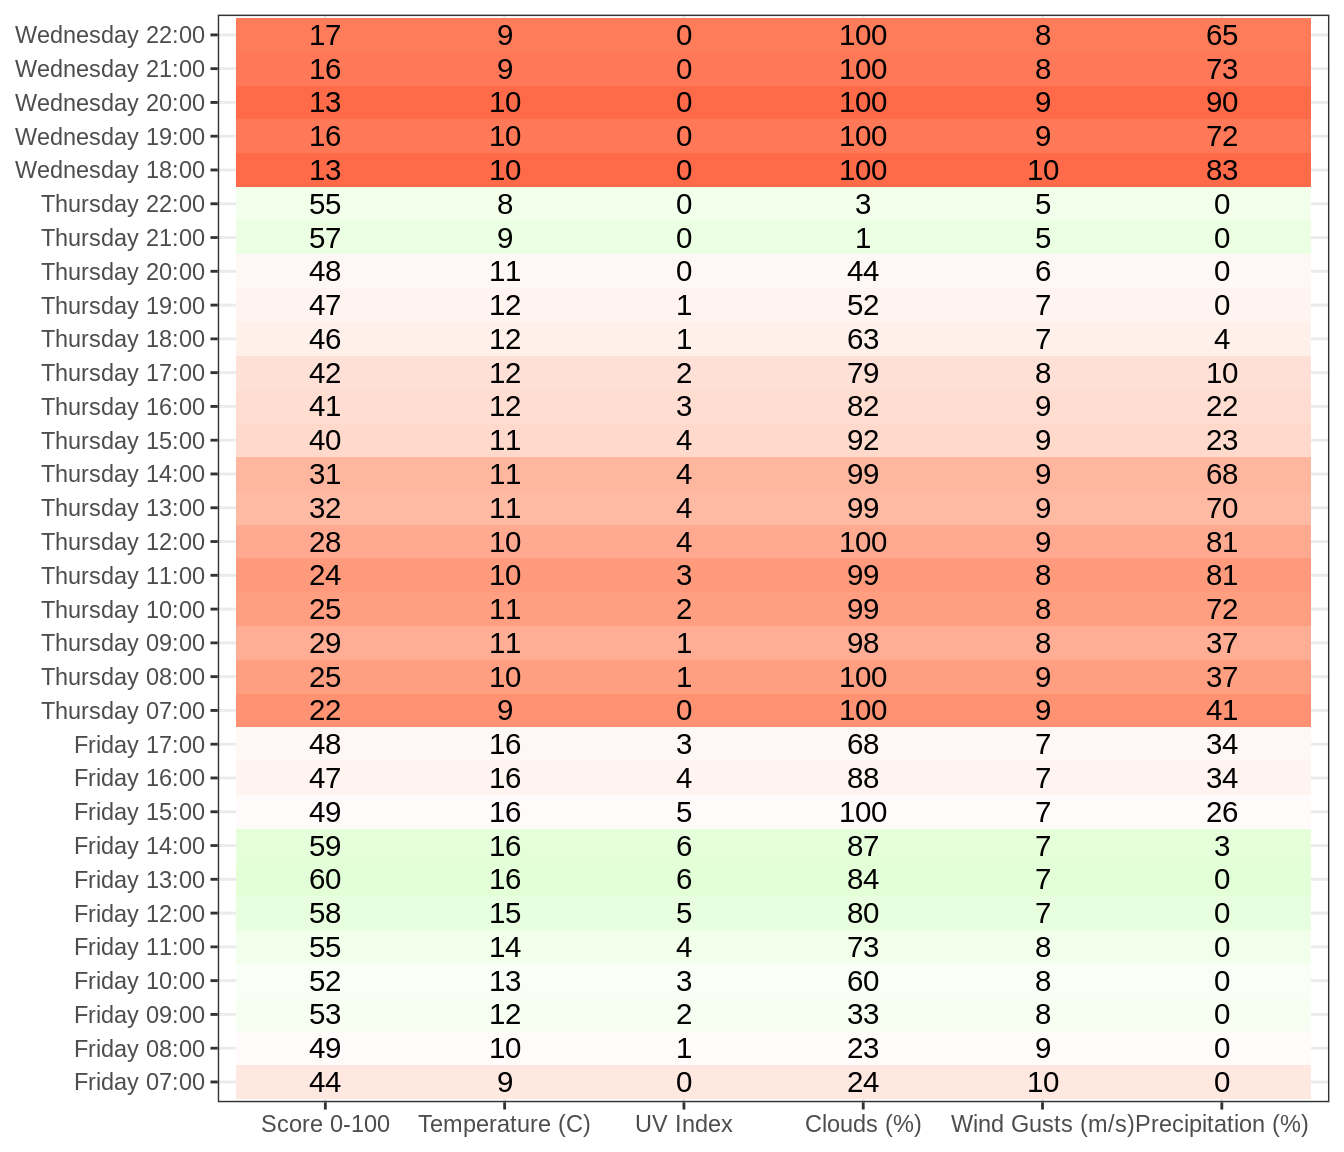 Wednesday 22:00 17 9 0 100 8 65
Wednesday 21:00 16 9 0 100 8 73
Wednesday 20:00 13 10 0 100 9 90
Wednesday 19:00 16 10 0 100 9 72
Wednesday 18:00 13 10 0 100 10 83
Thursday 22:00 55 8 0 3 5 0
Thursday 21:00 57 9 0 1 5 0
Thursday 20:00 48 11 0 44 6 0
Thursday 19:00 47 12 1 52 7 0
Thursday 18:00 46 12 1 63 7 4
Thursday 17:00 42 12 2 79 8 10
Thursday 16:00 41 12 3 82 9 22
Thursday 15:00 40 11 4 92 9 23
Thursday 14:00 31 11 4 99 9 68
Thursday 13:00 32 11 4 99 9 70
Thursday 12:00 28 10 4 100 9 81
Thursday 11:00 24 10 3 99 8 81
Thursday 10:00 25 11 2 99 8 72
Thursday 09:00 29 11 1 98 8 37
Thursday 08:00 25 10 1 100 9 37
Thursday 07:00 22 9 0 100 9 41
Friday 17:00 48 16 3 68 7 34
Friday 16:00 47 16 4 88 7 34
Friday 15:00 49 16 5 100 7 26
Friday 14:00 59 16 6 87 7 3
Friday 13:00 60 16 6 84 7 0
Friday 12:00 58 15 5 80 7 0
Friday 11:00 55 14 4 73 8 0
Friday 10:00 52 13 3 60 8 0
Friday 09:00 53 12 2 33 8 0
Friday 08:00 49 10 1 23 9 0
Friday 07:00 44 9 0 24 10 0
Score 0-100 Temperature (C) UV Index Clouds (%) Wind Gusts (m/s) Precipitation (%)